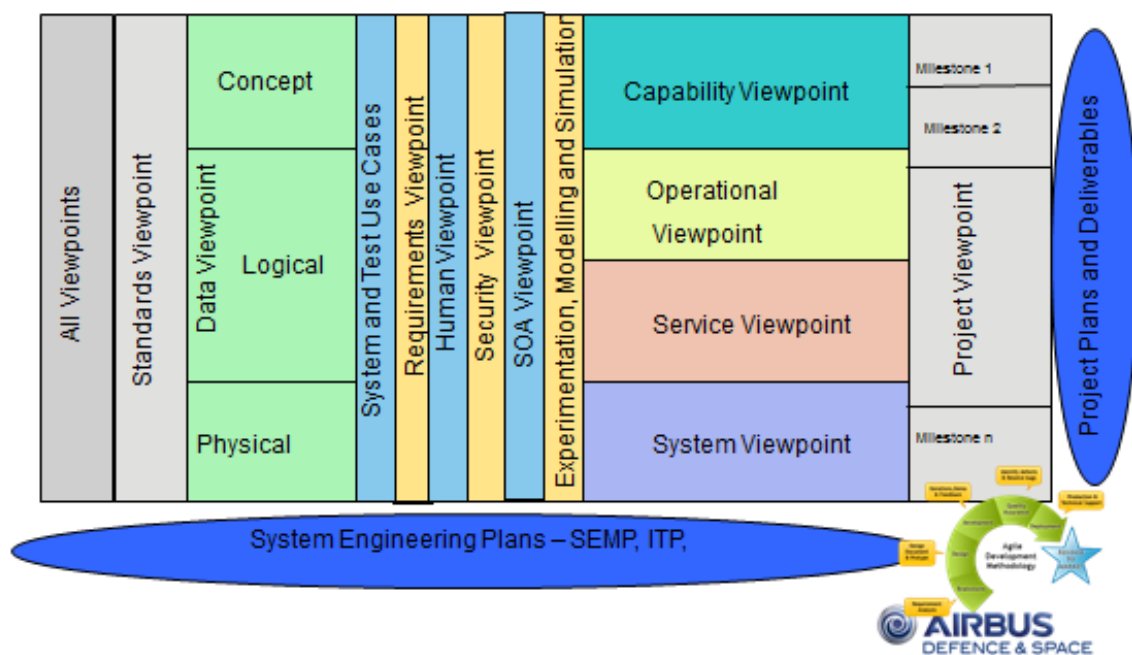 All Viewpoints
Standards Viewpoint
Data Viewpoint
Concept
Logical
Physical
System and Test Use Cases
Requirements Viewpoint
Human Viewpoint
Security Viewpoint
SOA Viewpoint
Experimentation, Modelling and Simulation
Capability Viewpoint
Operational
Viewpoint
Service Viewpoint
System Viewpoint
Milestone 1
Milestone 2
Project Viewpoint
Milestone n
Project Plans and Deliverables
System Engineering Plans – SEMP, ITP,
Agile
Development
Methodology
AIRBUS
DEFENCE & SPACE